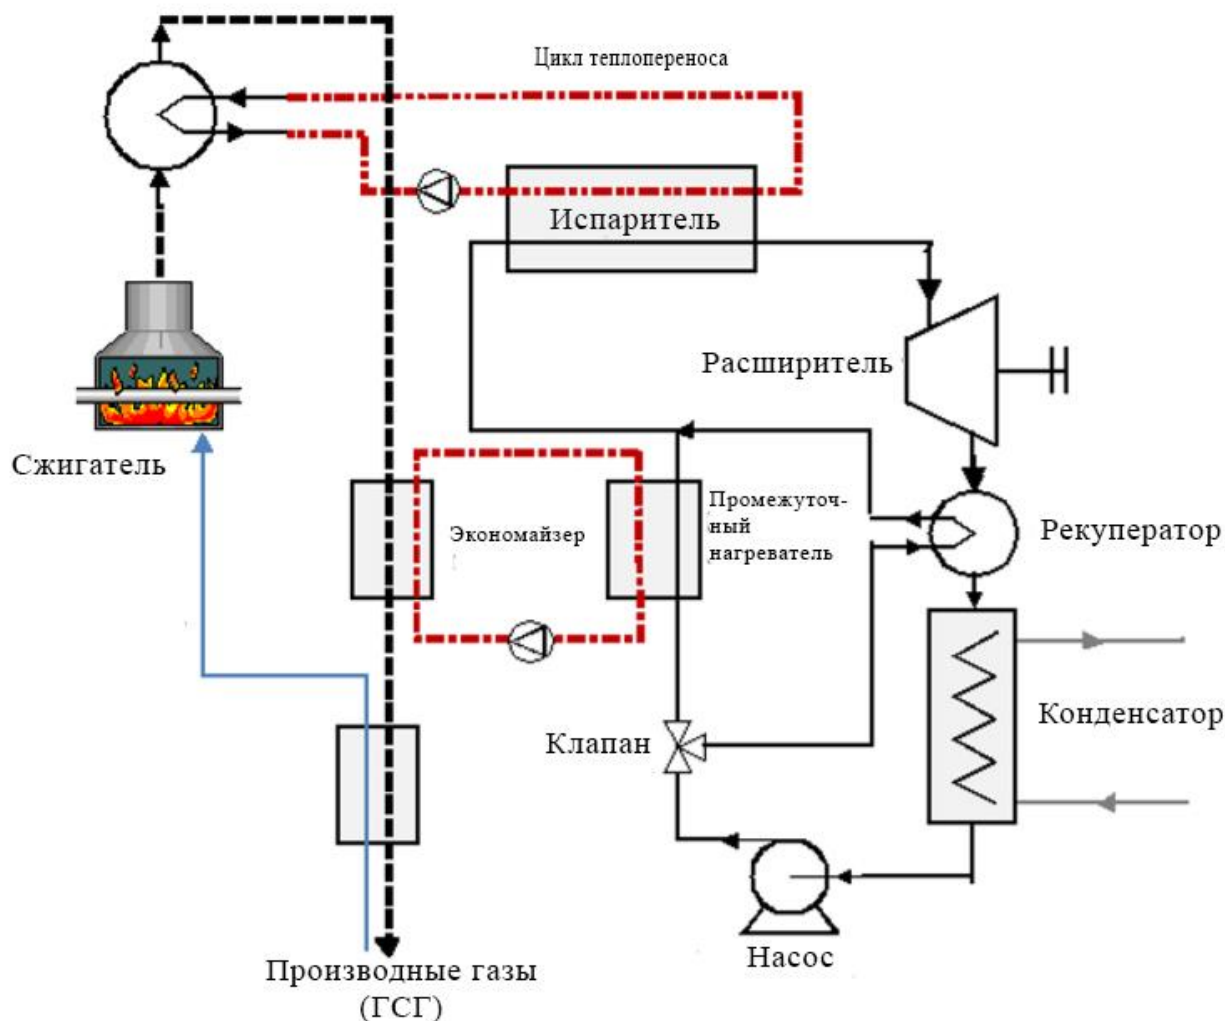 Цикл теплопереноса
Испаритель
Расширитель
Сжигатель
Экономайзер
Промежуточ-
ный
нагреватель
Рекуператор
Клапан
Конденсатор
Насос
Производные газы
(ГСГ)